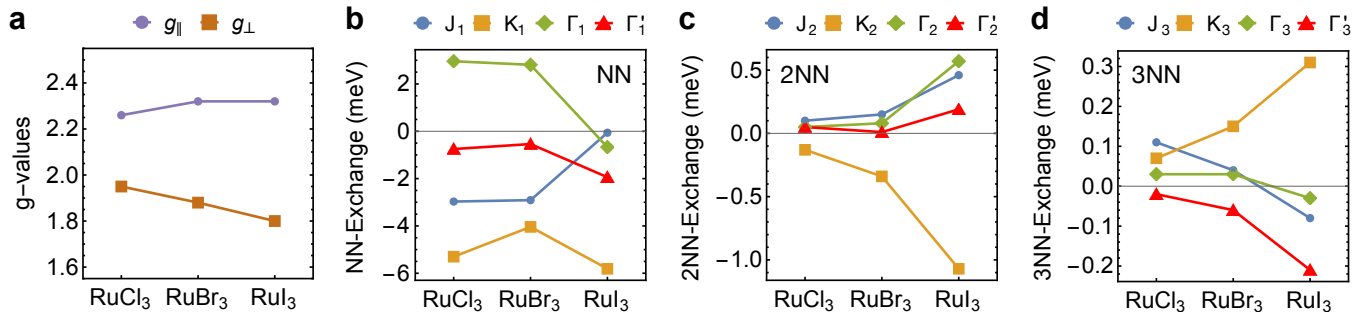 a
g∥ g⊥
g-values
2.4
2.2
2.0
1.8
1.6
RuCl₃ RuBr₃ RuI₃
b
J₁ K₁ Γ₁ Γ₁'
NN
NN-Exchange (meV)
2
0
−2
−4
−6
RuCl₃ RuBr₃ RuI₃
c
J₂ K₂ Γ₂ Γ₂'
2NN
2NN-Exchange (meV)
0.5
0.0
−0.5
−1.0
RuCl₃ RuBr₃ RuI₃
d
J₃ K₃ Γ₃ Γ₃'
3NN
3NN-Exchange (meV)
0.3
0.2
0.1
0.0
−0.1
−0.2
RuCl₃ RuBr₃ RuI₃